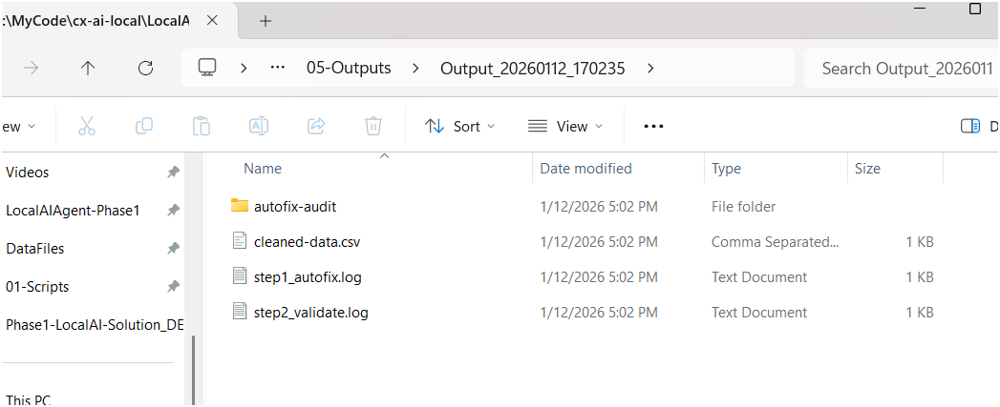 :\MyCode\cx-ai-local\LocalA
05-Outputs Output_20260112_170235 Search Output_2026011
ew Sort View D
Name Date modified Type Size
Videos
LocalAIAgent-Phase1
DataFiles
01-Scripts
Phase1-LocalAI-Solution_DE
This PC
autofix-audit 1/12/2026 5:02 PM File folder
cleaned-data.csv 1/12/2026 5:02 PM Comma Separated... 1 KB
step1_autofix.log 1/12/2026 5:02 PM Text Document 1 KB
step2_validate.log 1/12/2026 5:02 PM Text Document 1 KB